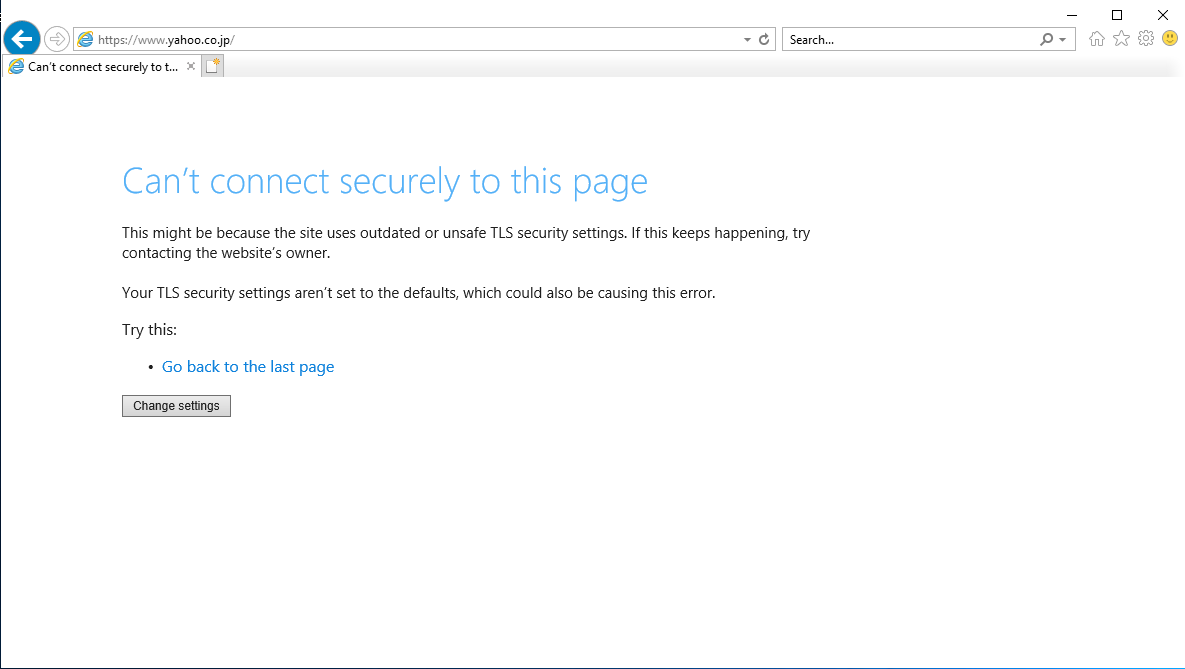 https://www.yahoo.co.jp/
Search...
Can't connect securely to t...
Can't connect securely to this page
This might be because the site uses outdated or unsafe TLS security settings. If this keeps happening, try
contacting the website's owner.
Your TLS security settings aren't set to the defaults, which could also be causing this error.
Try this:
• Go back to the last page
Change settings